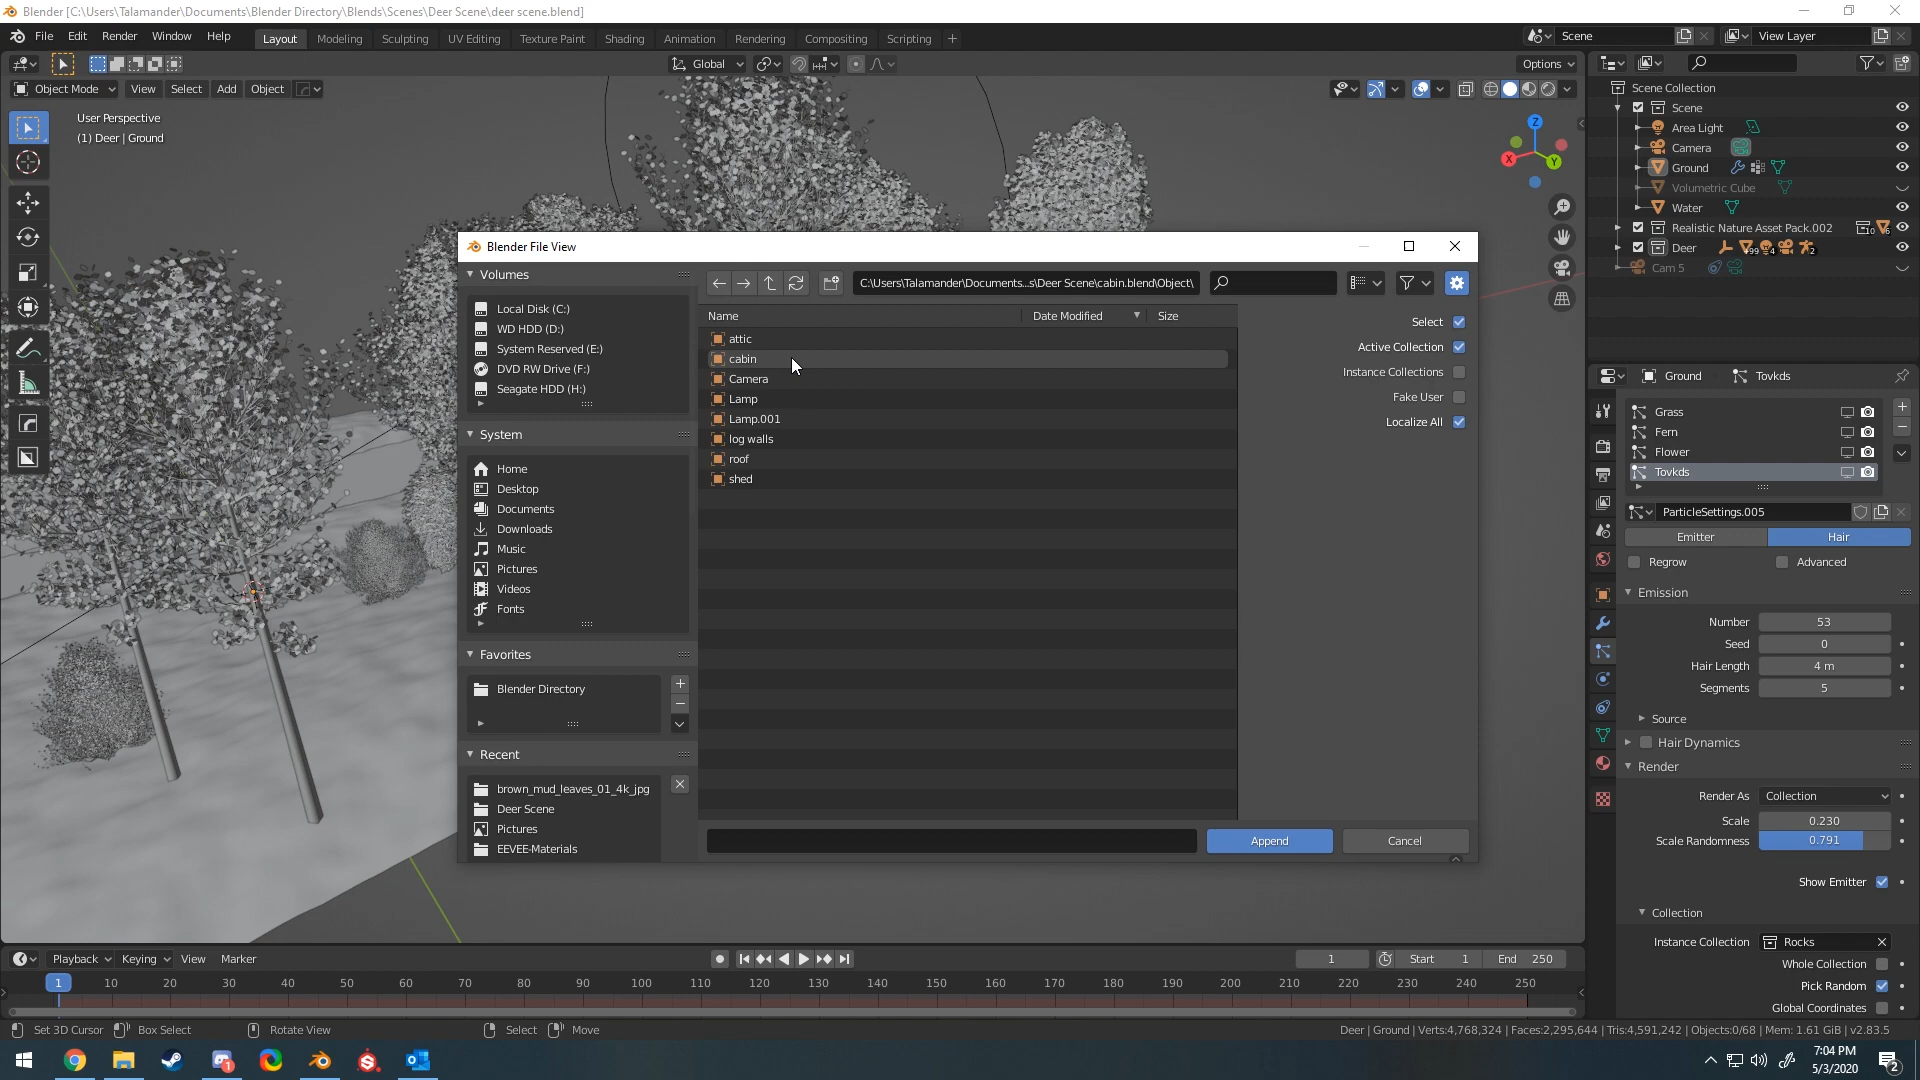 Blender [C:\Users\Talamander\Documents\Blender Directory\Blends\Scenes\Deer Scene\deer scene.blend]
File Edit Render Window Help Layout Modeling Sculpting UV Editing Texture Paint Shading Animation Rendering Compositing Scripting + Scene View Layer
Global Options
Object Mode View Select Add Object
User Perspective
(1) Deer | Ground
Z
X
Y
Scene Collection
Scene
Area Light
Camera
Ground
Volumetric Cube
Water
Realistic Nature Asset Pack.002
Deer
Cam 5
Blender File View
Volumes
Local Disk (C:)
WD HDD (D:)
System Reserved (E:)
DVD RW Drive (F:)
Seagate HDD (H:)
System
Home
Desktop
Documents
Downloads
Music
Pictures
Videos
Fonts
Favorites
Blender Directory
Recent
brown_mud_leaves_01_4k_jpg
Deer Scene
Pictures
EEVEE-Materials
C:\Users\Talamander\Documents...s\Deer Scene\cabin.blend\Object\
Name Date Modified Size
attic
cabin
Camera
Lamp
Lamp.001
log walls
roof
shed
Select
Active Collection
Instance Collections
Fake User
Localize All
Append Cancel
Ground Tovkds
Grass
Fern
Flower
Tovkds
ParticleSettings.005
Emitter Hair
Regrow Advanced
Emission
Number 53
Seed 0
Hair Length 4 m
Segments 5
Source
Hair Dynamics
Render
Render As Collection
Scale 0.230
Scale Randomness 0.791
Show Emitter
Collection
Instance Collection Rocks
Whole Collection
Pick Random
Global Coordinates
Playback Keying View Marker 1 Start 1 End 250
1 10 20 30 40 50 60 70 80 90 100 110 120 130 140 150 160 170 180 190 200 210 220 230 240 250
Set 3D Cursor Box Select Rotate View Select Move Deer | Ground | Verts:4,768,324 | Faces:2,295,644 | Tris:4,591,242 | Objects:0/68 | Mem: 1.61 GiB | v2.83.5
7:04 PM
5/3/2020